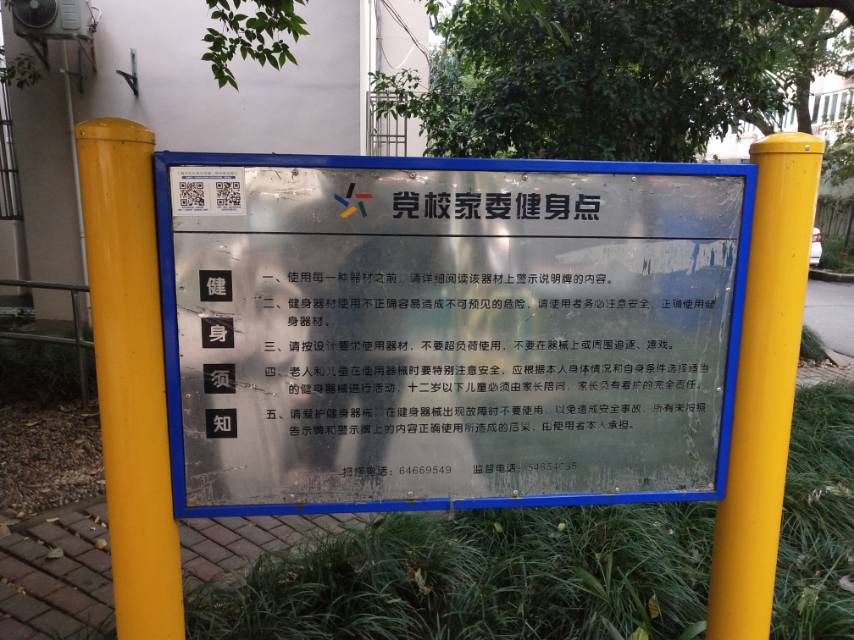 党校家委健身点
健身须知
一、使用每一种器材之前，请详细阅读该器材上警示说明牌的内容。
二、健身器材使用不正确容易造成不可预见的危险，请使用者务必注意安全，正确使用健
身器材。
三、请按设计要求使用器材，不要超负荷使用，不要在器械上或周围追逐、嬉戏。
四、老人和儿童在使用器械时要特别注意安全，应根据本人身体情况和自身条件选择适当
的健身器械进行活动，十二岁以下儿童必须由家长陪同，家长负有看护的完全责任。
五、请爱护健身器械，在健身器械出现故障时不要使用，以免造成安全事故，所有未按照
告示牌和警示牌上的内容正确使用所造成的后果，由使用者本人承担。
电话：64669549 监督电话：